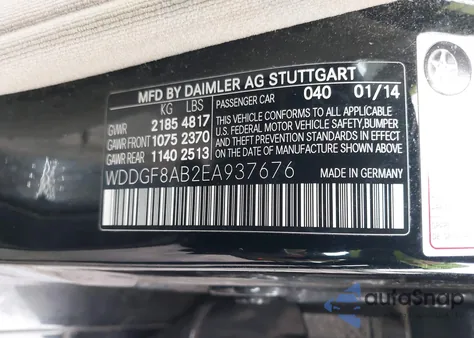 MFD BY DAIMLER AG STUTTGART
KG LBS
GVWR 2185 4817
GAWR FRONT 1075 2370
GAWR REAR 1140 2513
PASSENGER CAR 040 01/14
THIS VEHICLE CONFORMS TO ALL APPLICABLE
U.S. FEDERAL MOTOR VEHICLE SAFETY, BUMPER,
AND THEFT PREVENTION STANDARDS IN EFFECT
ON THE DATE OF MANUFACTURE SHOWN ABOVE
WDDGF8AB2EA937676 MADE IN GERMANY
autoSnap